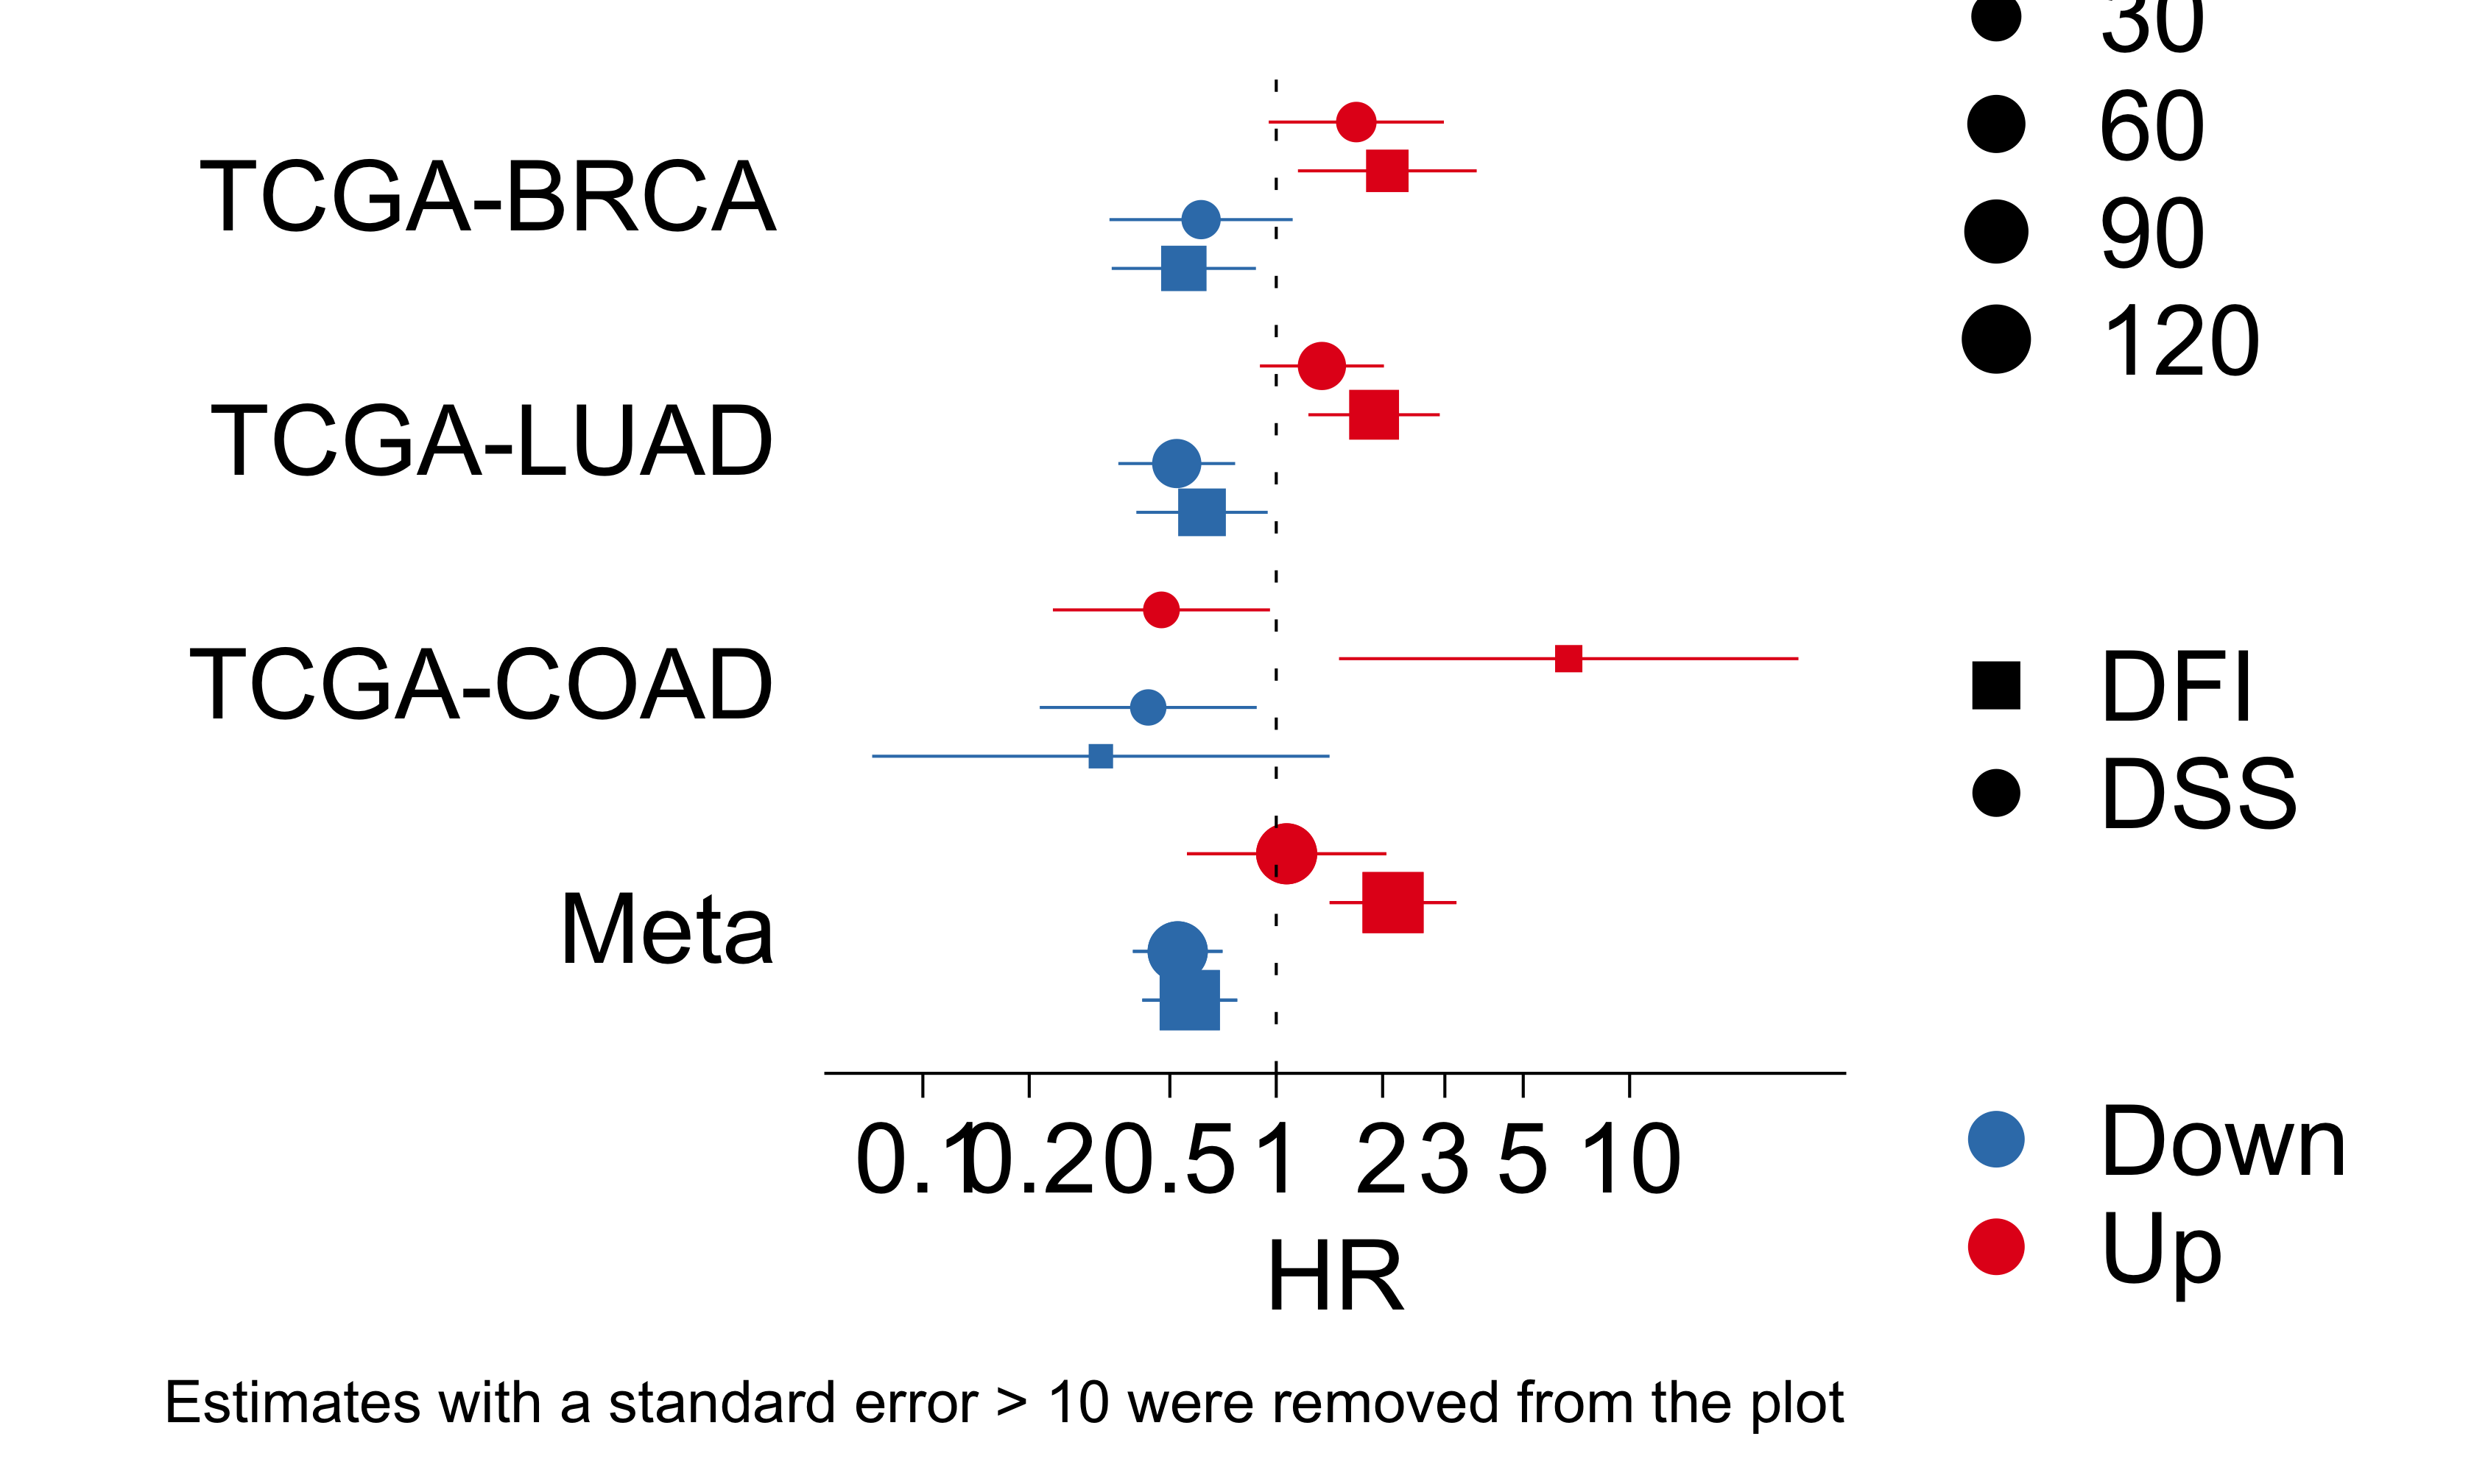 30
60
90
120
TCGA-BRCA
TCGA-LUAD
TCGA-COAD
Meta
DFI
DSS
Down
Up
0.1 0.2 0.5 1 2 3 5 10
HR
Estimates with a standard error > 10 were removed from the plot